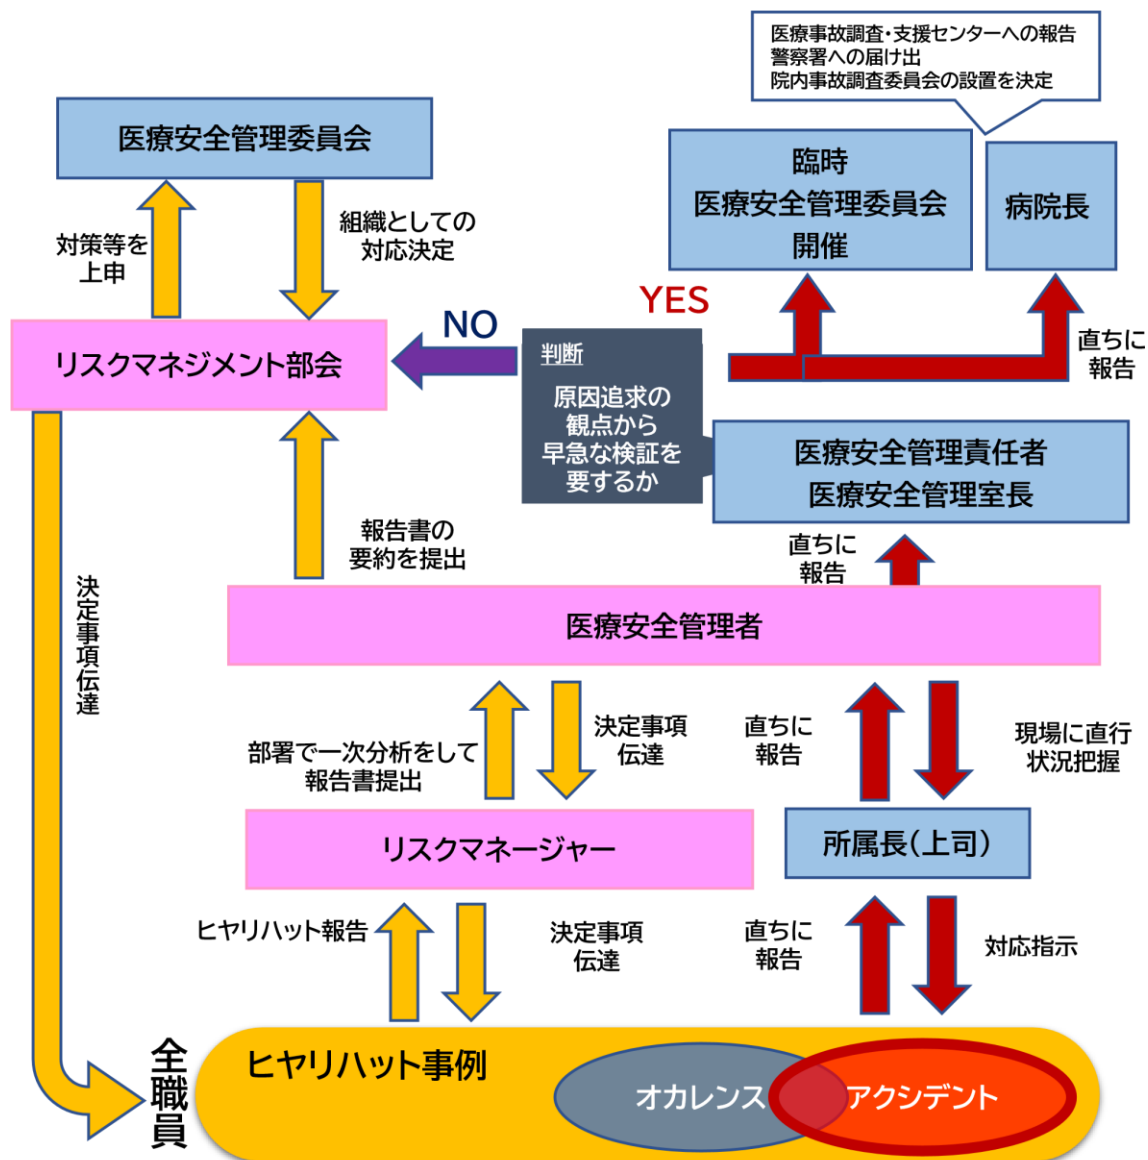 医療事故調査・支援センターへの報告
警察署への届け出
院内事故調査委員会の設置を決定
医療安全管理委員会
臨時
医療安全管理委員会
開催
病院長
対策等を
上申
組織としての
対応決定
YES
NO
直ちに
報告
リスクマネジメント部会
判断
原因追求の
観点から
早急な検証を
要するか
医療安全管理責任者
医療安全管理室長
報告書の
要約を提出
直ちに
報告
決定事項伝達
医療安全管理者
部署で一次分析をして
報告書提出
決定事項
伝達
直ちに
報告
現場に直行
状況把握
リスクマネージャー
所属長(上司)
ヒヤリハット報告
決定事項
伝達
直ちに
報告
対応指示
全職員
ヒヤリハット事例
オカレンス
アクシデント